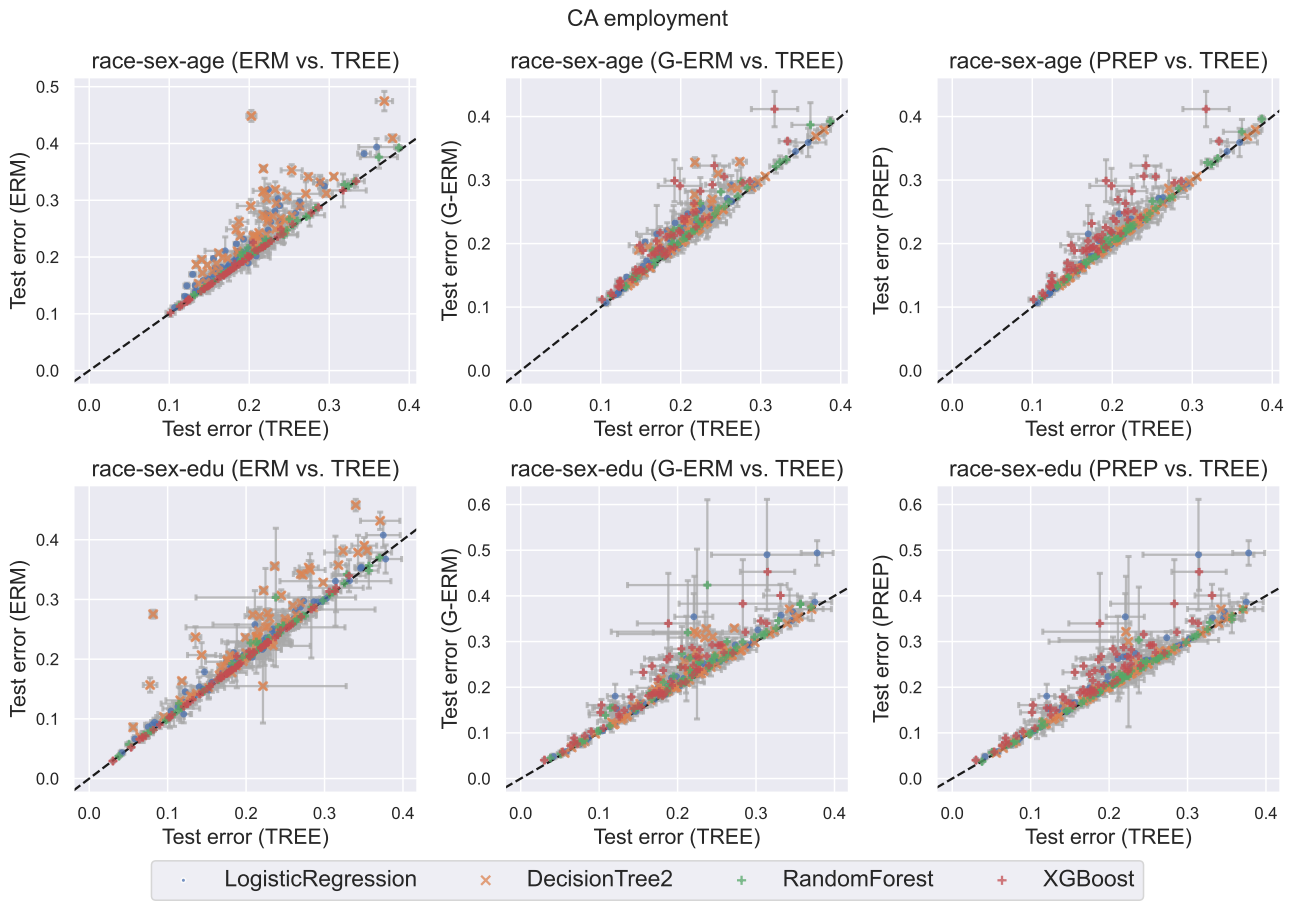 CA employment
race-sex-age (ERM vs. TREE)
race-sex-age (G-ERM vs. TREE)
race-sex-age (PREP vs. TREE)
Test error (ERM)
0.5
0.4
0.3
0.2
0.1
0.0
0.0 0.1 0.2 0.3 0.4
Test error (TREE)
Test error (G-ERM)
0.4
0.3
0.2
0.1
0.0
0.0 0.1 0.2 0.3 0.4
Test error (TREE)
Test error (PREP)
0.4
0.3
0.2
0.1
0.0
0.0 0.1 0.2 0.3 0.4
Test error (TREE)
race-sex-edu (ERM vs. TREE)
race-sex-edu (G-ERM vs. TREE)
race-sex-edu (PREP vs. TREE)
Test error (ERM)
0.4
0.3
0.2
0.1
0.0
0.0 0.1 0.2 0.3 0.4
Test error (TREE)
Test error (G-ERM)
0.6
0.5
0.4
0.3
0.2
0.1
0.0
0.0 0.1 0.2 0.3 0.4
Test error (TREE)
Test error (PREP)
0.6
0.5
0.4
0.3
0.2
0.1
0.0
0.0 0.1 0.2 0.3 0.4
Test error (TREE)
LogisticRegression DecisionTree2 RandomForest XGBoost